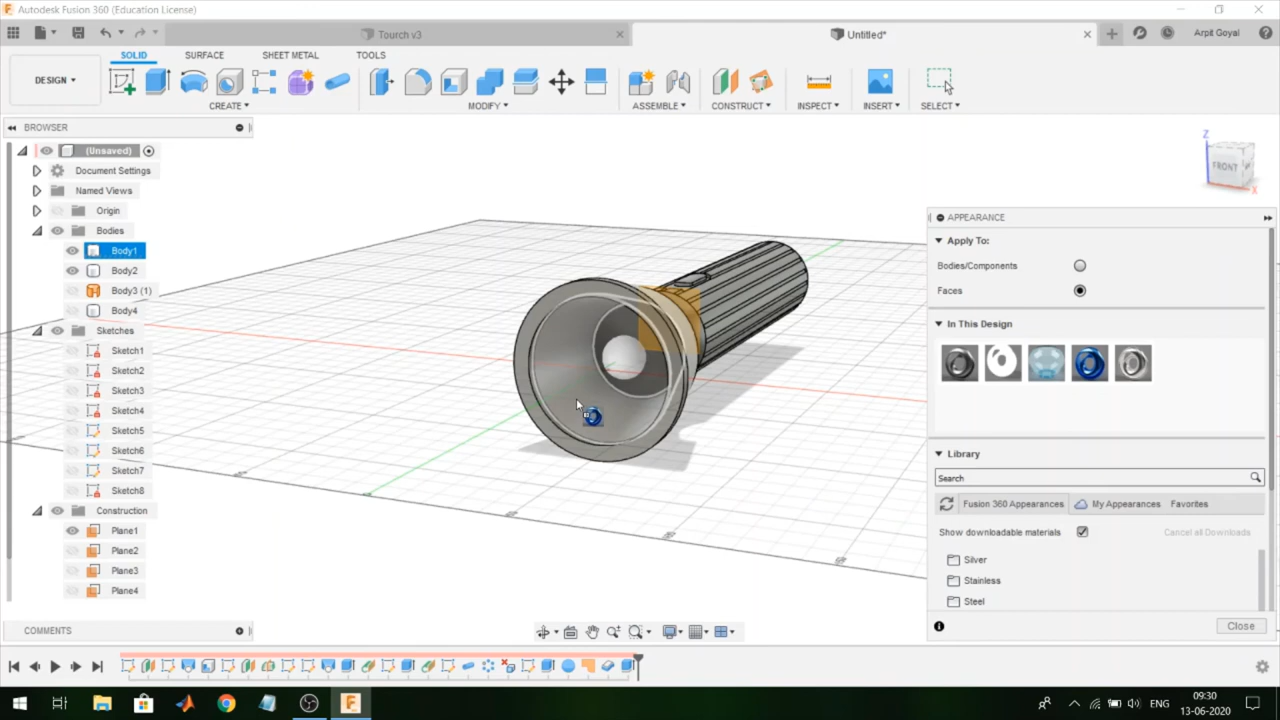 Autodesk Fusion 360 (Education License)
Tourch v3
Untitled*
Arpit Goyal
SOLID SURFACE SHEET METAL TOOLS
DESIGN
CREATE MODIFY ASSEMBLE CONSTRUCT INSPECT INSERT SELECT
BROWSER
(Unsaved)
Document Settings
Named Views
Origin
Bodies
Body1
Body2
Body3 (1)
Body4
Sketches
Sketch1
Sketch2
Sketch3
Sketch4
Sketch5
Sketch6
Sketch7
Sketch8
Construction
Plane1
Plane2
Plane3
Plane4
COMMENTS
Z
FRONT
X
APPEARANCE
Apply To:
Bodies/Components
Faces
In This Design
Library
Search
Fusion 360 Appearances My Appearances Favorites
Show downloadable materials Cancel all Downloads
Silver
Stainless
Steel
Close
ENG
09:30
13-06-2020